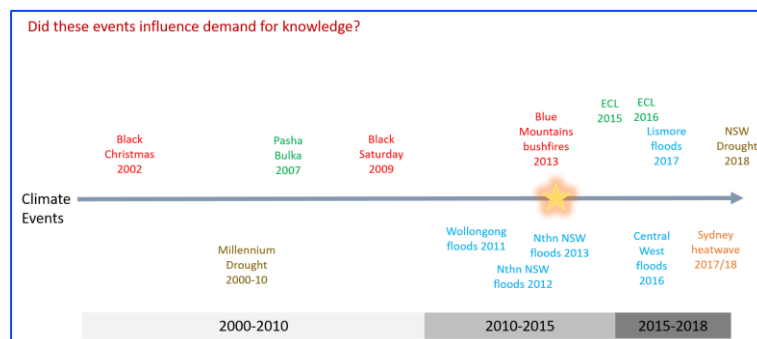 Did these events influence demand for knowledge?
Black
Christmas
2002
Pasha
Bulka
2007
Black
Saturday
2009
Blue
Mountains
bushfires
2013
ECL
2015
ECL
2016
Lismore
floods
2017
NSW
Drought
2018
Climate
Events
Millennium
Drought
2000-10
Wollongong
floods 2011
Nthn NSW
floods 2012
Nthn NSW
floods 2013
Central
West
floods
2016
Sydney
heatwave
2017/18
2000-2010
2010-2015
2015-2018